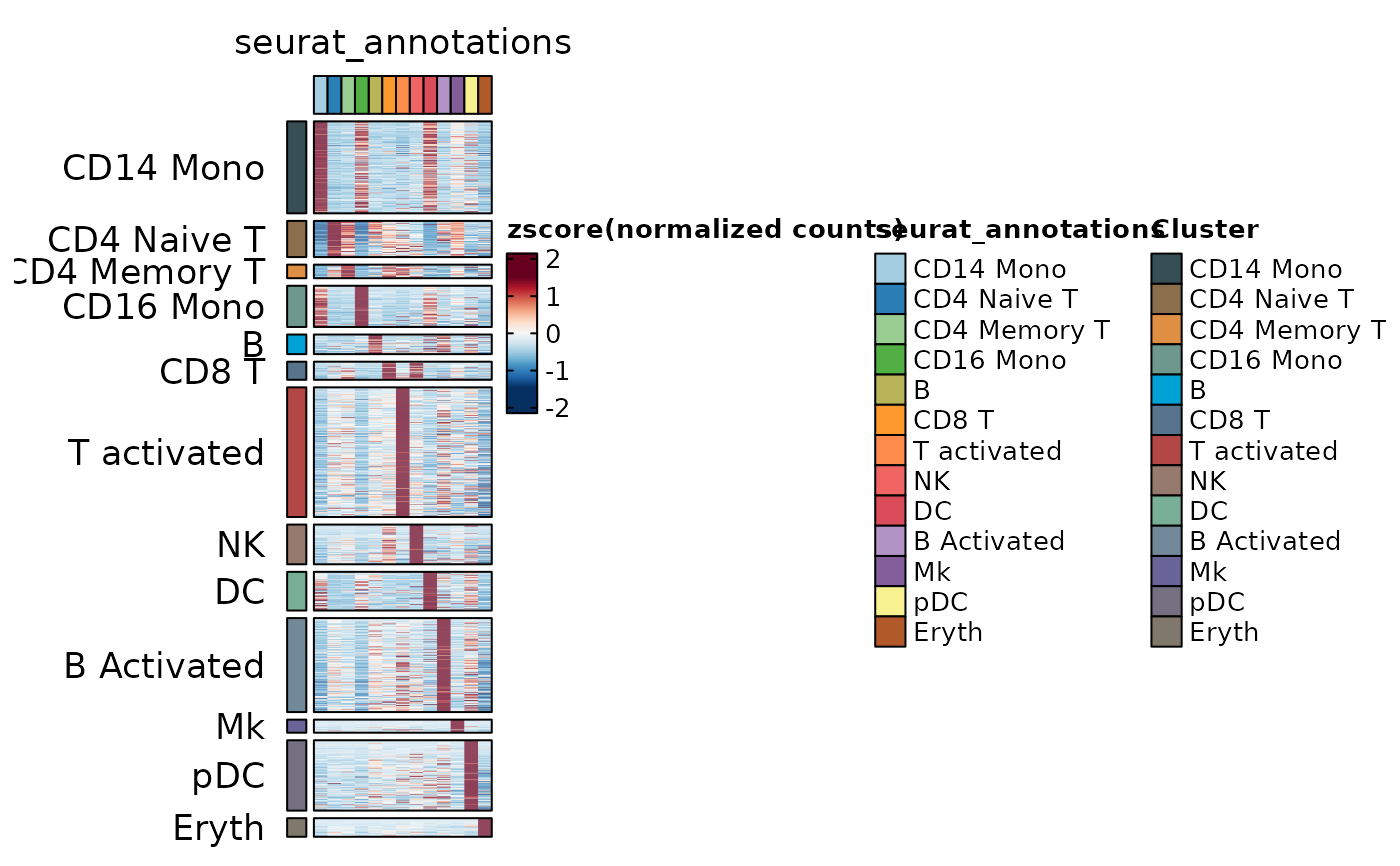 seurat_annotations
CD14 Mono
CD4 Naive T
CD4 Memory T
CD16 Mono
B
CD8 T
T activated
NK
DC
B Activated
Mk
pDC
Eryth
zscore(normalized counts)
2
1
0
-1
-2
seurat_annotations
CD14 Mono
CD4 Naive T
CD4 Memory T
CD16 Mono
B
CD8 T
T activated
NK
DC
B Activated
Mk
pDC
Eryth
Cluster
CD14 Mono
CD4 Naive T
CD4 Memory T
CD16 Mono
B
CD8 T
T activated
NK
DC
B Activated
Mk
pDC
Eryth